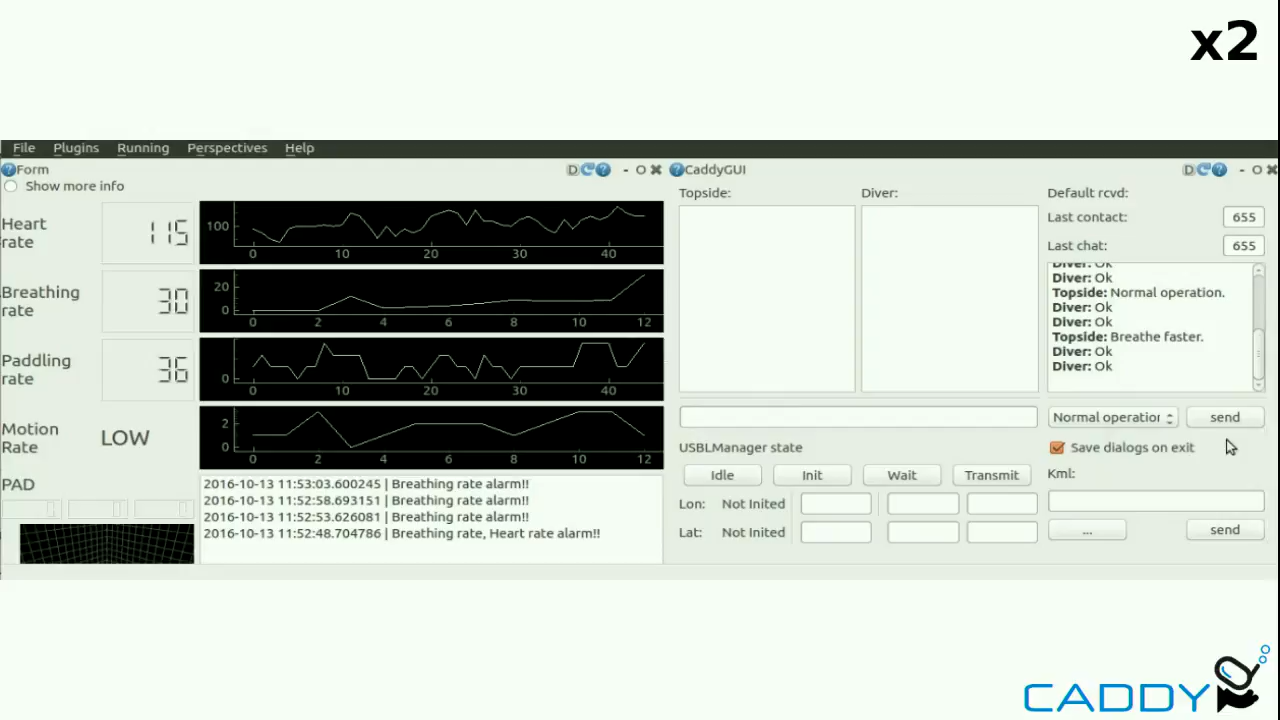 x2
File Plugins Running Perspectives Help
Form
D - O ✖
CaddyGUI
D - O ✖
Show more info
Heart
rate
115
100
0 10 20 30 40
Breathing
rate
30
20
0
0 2 4 6 8 10 12
Paddling
rate
36
0
10 20 30 40
Motion
Rate
LOW
2
0
0 2 4 6 8 10 12
PAD
2016-10-13 11:53:03.600245 | Breathing rate alarm!!
2016-10-13 11:52:58.693151 | Breathing rate alarm!!
2016-10-13 11:52:53.626081 | Breathing rate alarm!!
2016-10-13 11:52:48.704786 | Breathing rate, Heart rate alarm!!
Topside:
Diver:
USBLManager state
Idle Init Wait Transmit
Lon: Not Inited
Lat: Not Inited
Default rcvd:
Last contact: 655
Last chat: 655
Diver: Ok
Diver: Ok
Topside: Normal operation.
Diver: Ok
Diver: Ok
Topside: Breathe faster.
Diver: Ok
Diver: Ok
Normal operation send
Save dialogs on exit
Kml:
... send
CADDY